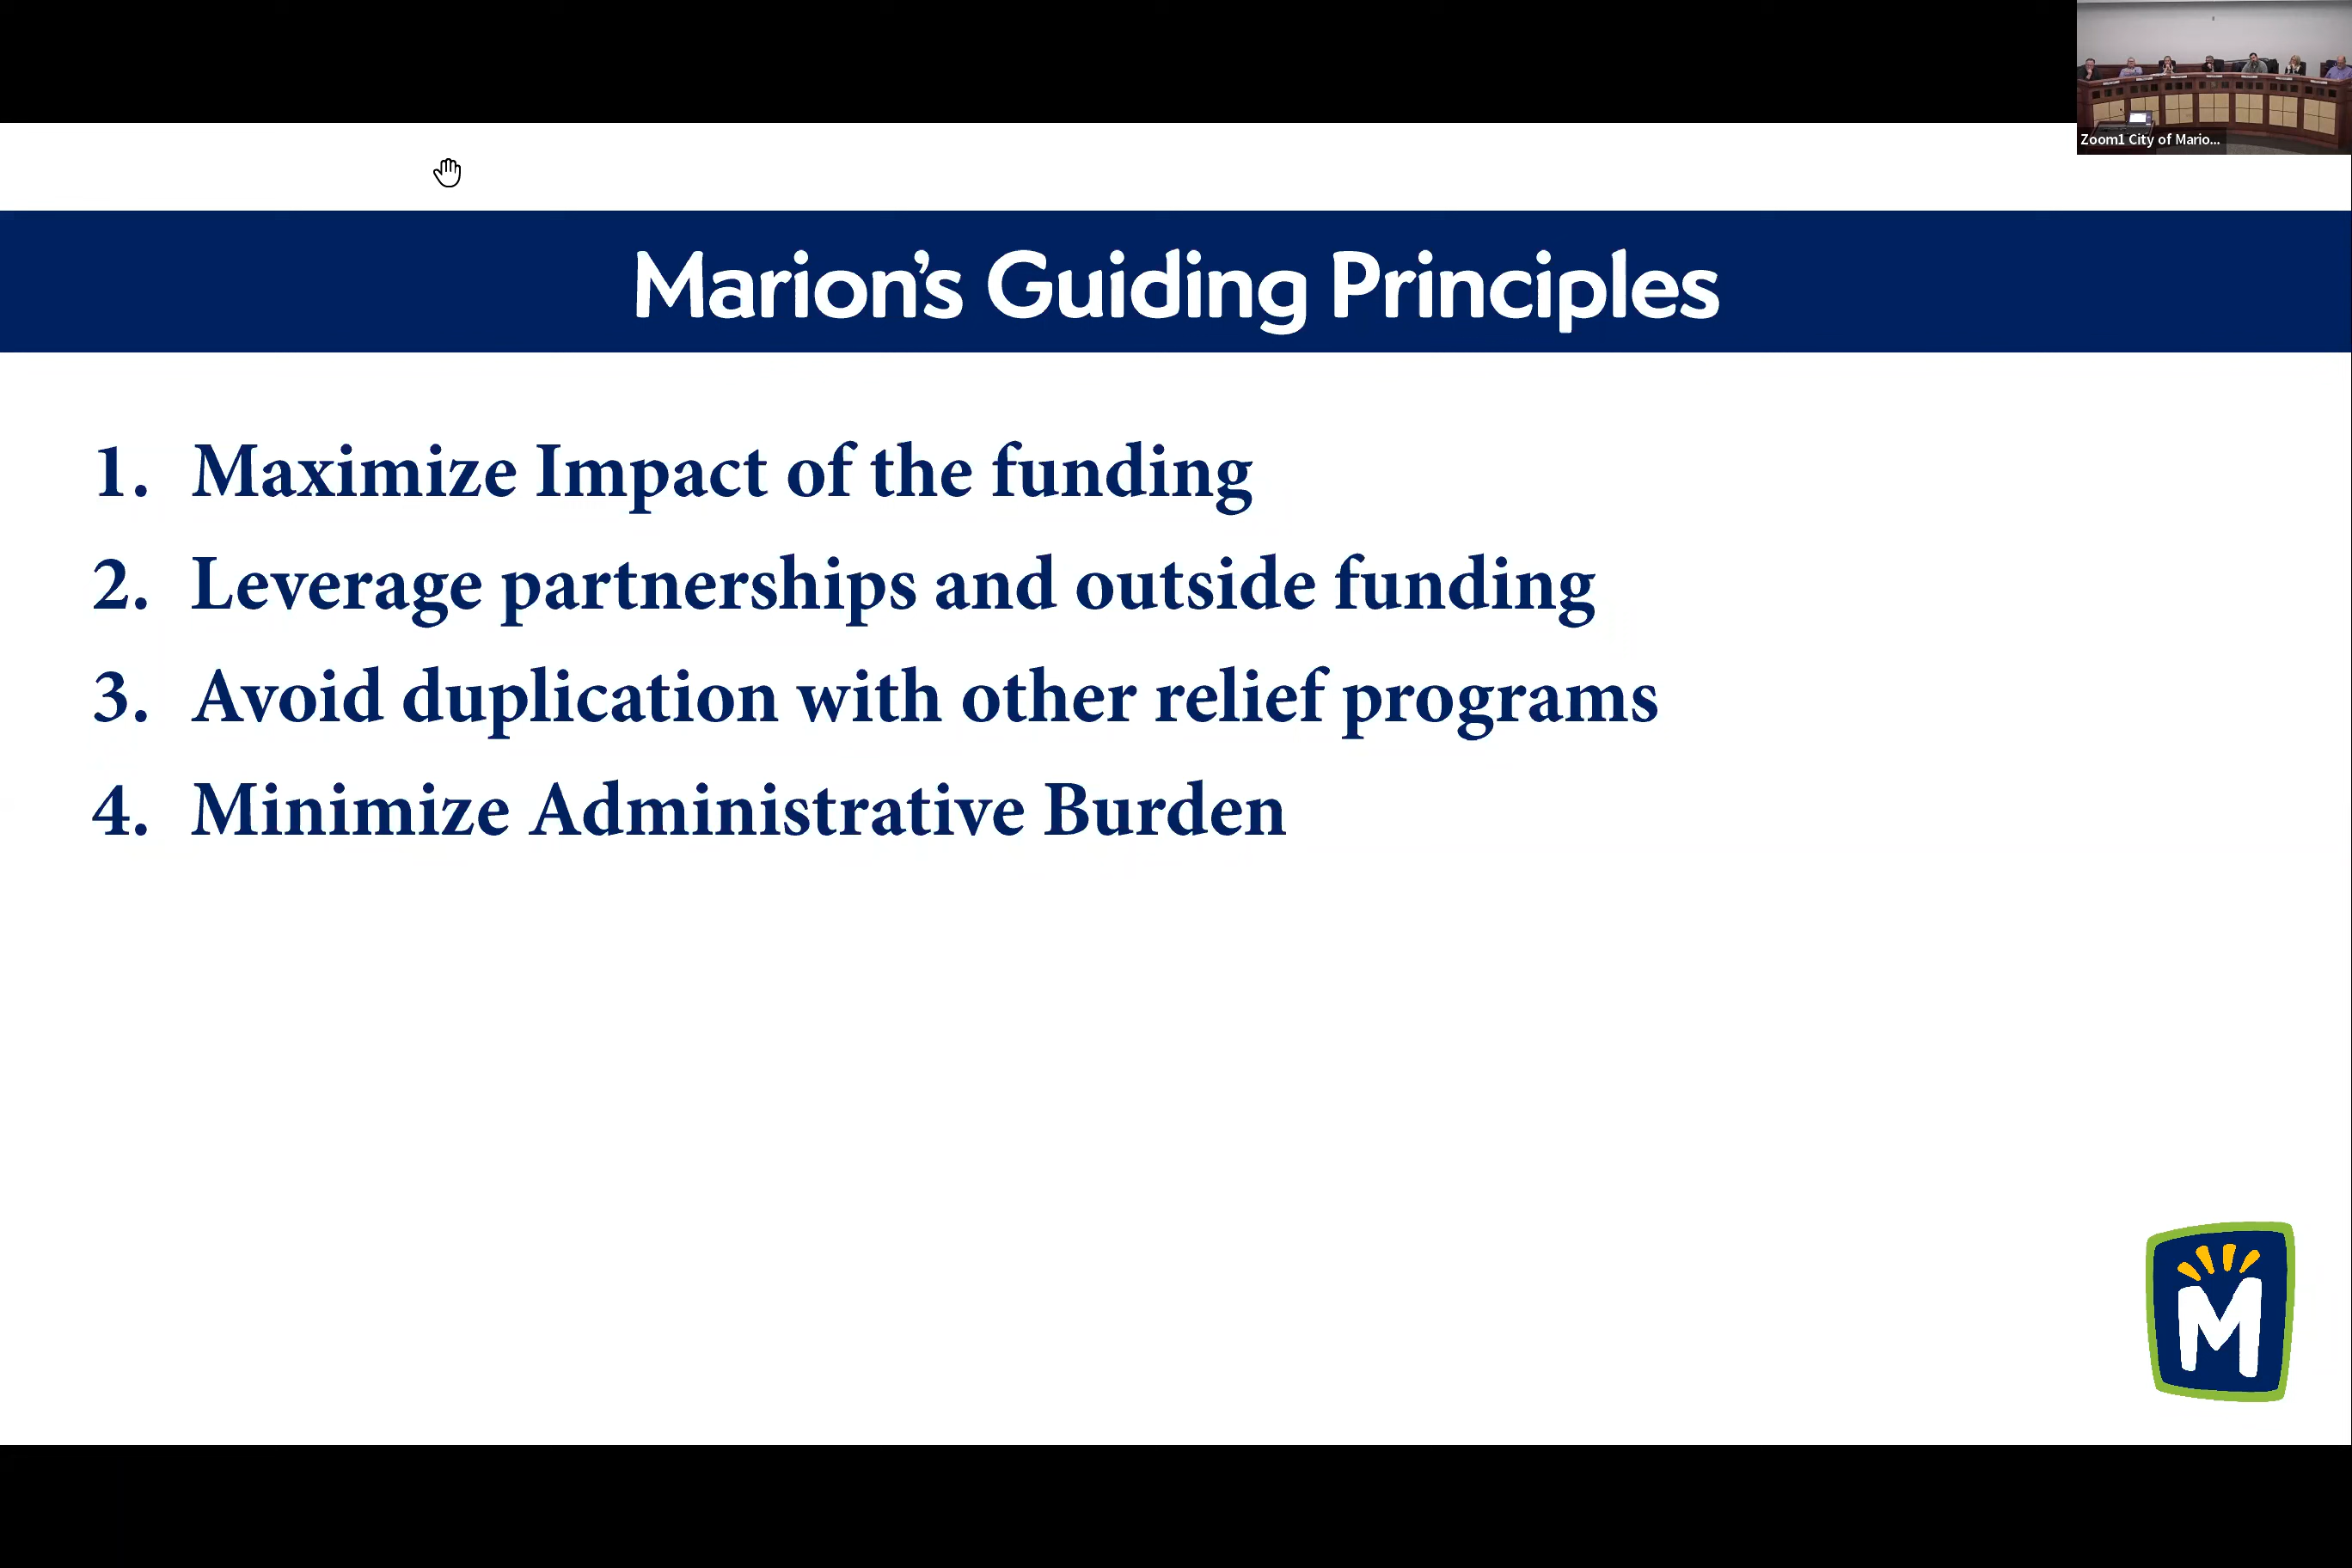 Zoom1 City of Mario...
Marion's Guiding Principles
1. Maximize Impact of the funding
2. Leverage partnerships and outside funding
3. Avoid duplication with other relief programs
4. Minimize Administrative Burden
M